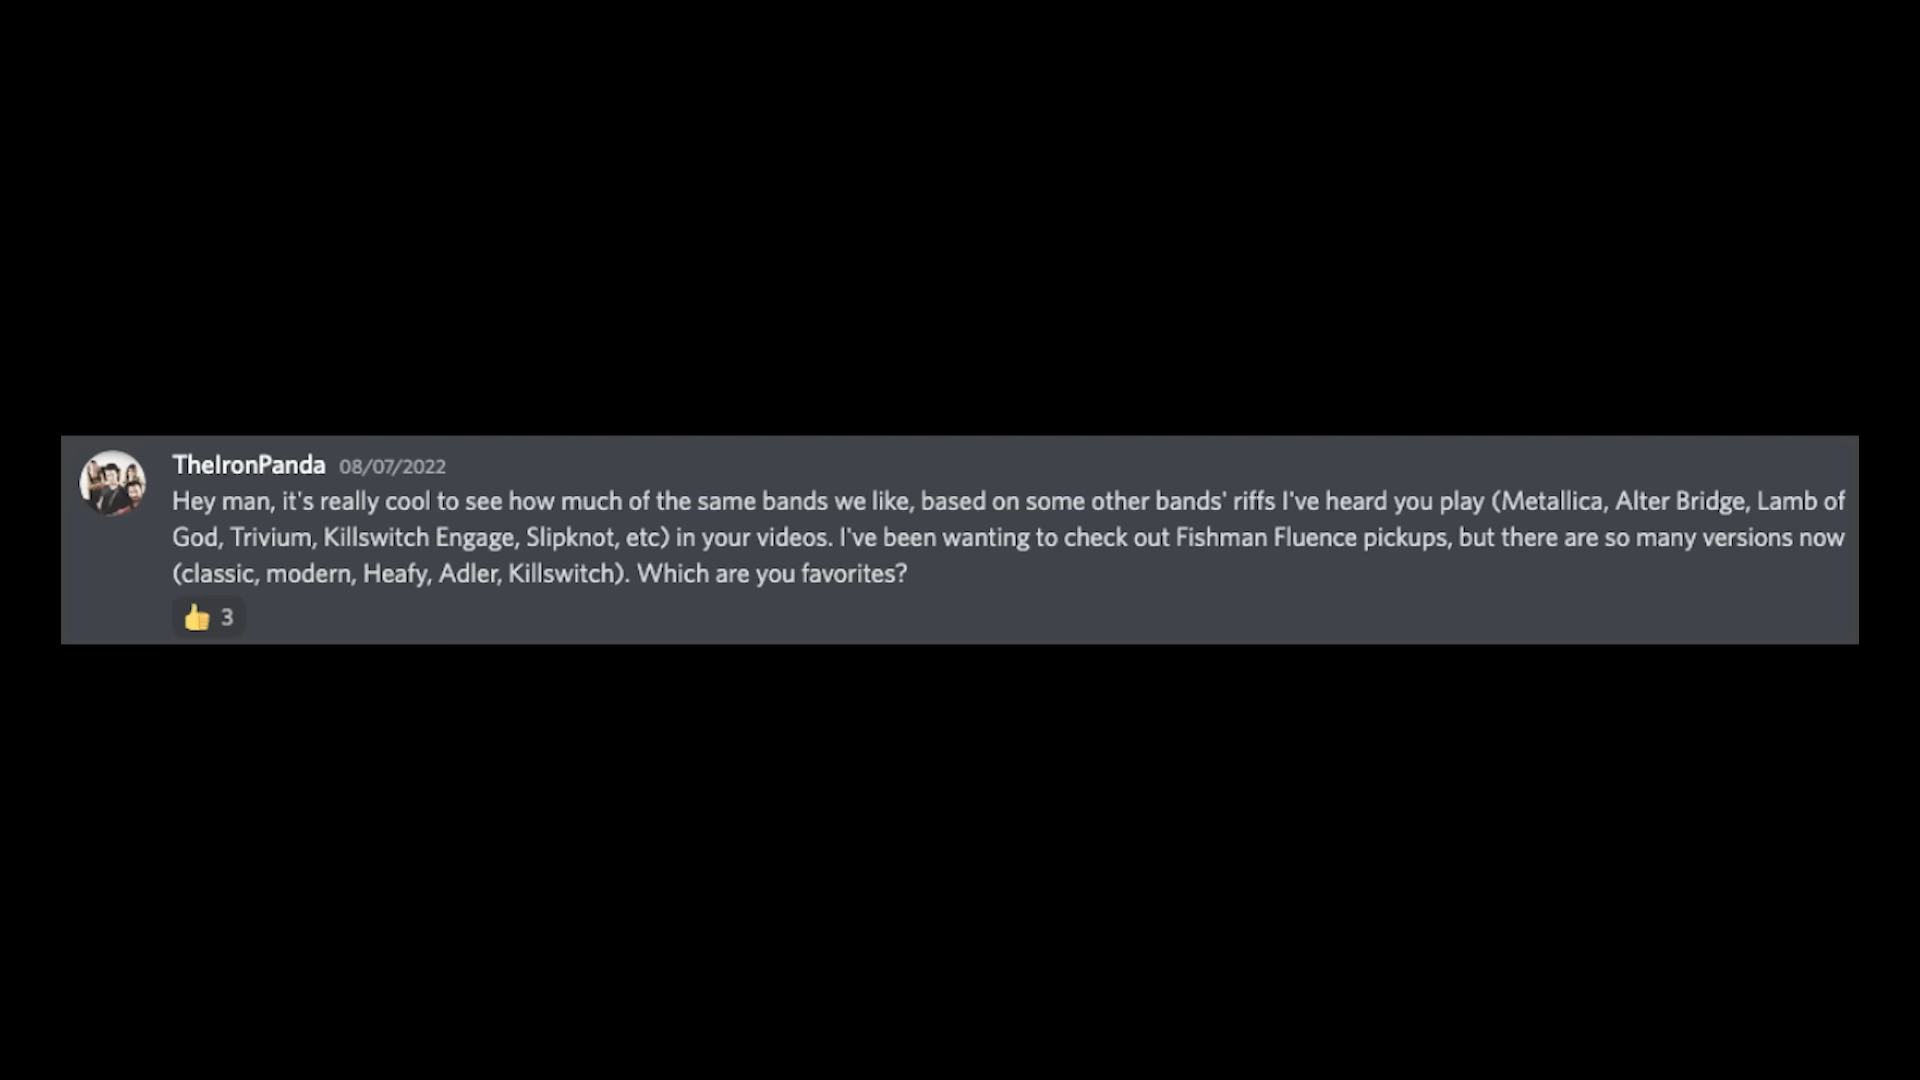 TheIronPanda 08/07/2022
Hey man, it's really cool to see how much of the same bands we like, based on some other bands' riffs I've heard you play (Metallica, Alter Bridge, Lamb of
God, Trivium, Killswitch Engage, Slipknot, etc) in your videos. I've been wanting to check out Fishman Fluence pickups, but there are so many versions now
(classic, modern, Heafy, Adler, Killswitch). Which are you favorites?
👍 3